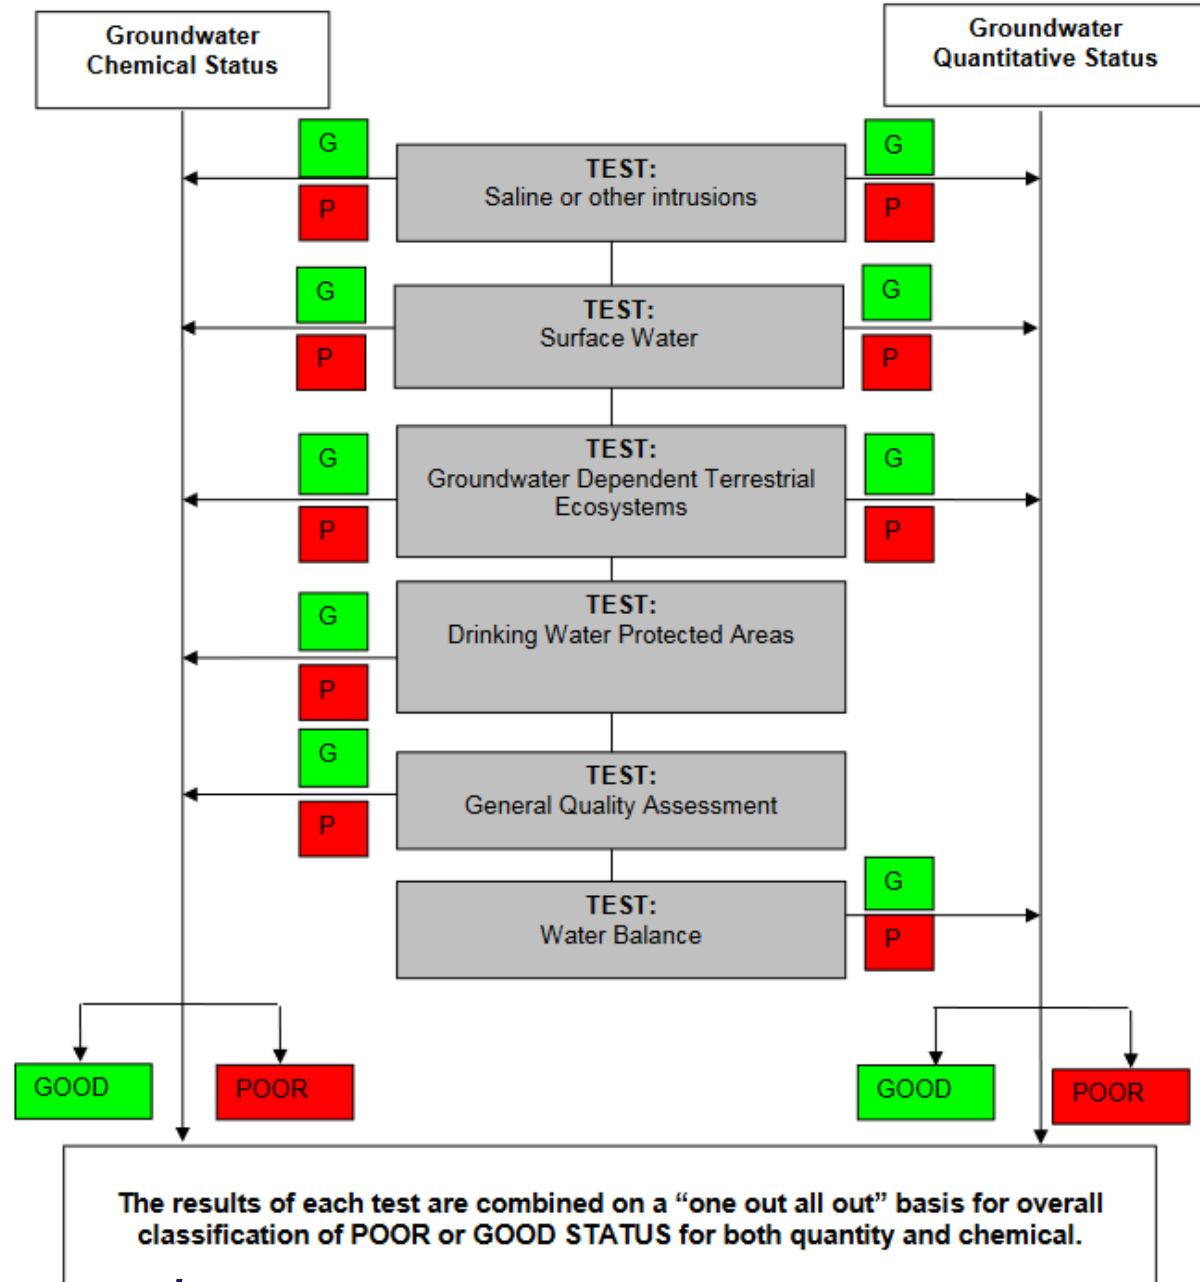 Groundwater
Chemical Status
Groundwater
Quantitative Status
G
P
TEST:
Saline or other intrusions
G
P
G
P
TEST:
Surface Water
G
P
G
P
TEST:
Groundwater Dependent Terrestrial
Ecosystems
G
P
G
P
TEST:
Drinking Water Protected Areas
G
P
TEST:
General Quality Assessment
TEST:
Water Balance
G
P
GOOD
POOR
GOOD
POOR
The results of each test are combined on a “one out all out” basis for overall
classification of POOR or GOOD STATUS for both quantity and chemical.